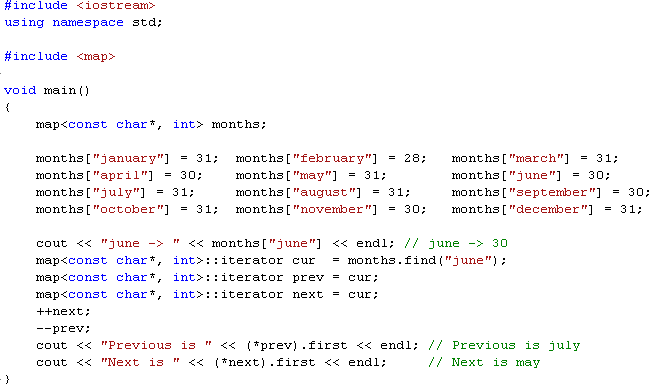 #include <iostream>
using namespace std;
#include <map>
void main()
{
map<const char*, int> months;
months["january"] = 31; months["february"] = 28; months["march"] = 31;
months["april"] = 30; months["may"] = 31; months["june"] = 30;
months["july"] = 31; months["august"] = 31; months["september"] = 30;
months["october"] = 31; months["november"] = 30; months["december"] = 31;
cout << "june -> " << months["june"] << endl; // june -> 30
map<const char*, int>::iterator cur = months.find("june");
map<const char*, int>::iterator prev = cur;
map<const char*, int>::iterator next = cur;
++next;
--prev;
cout << "Previous is " << (*prev).first << endl; // Previous is july
cout << "Next is " << (*next).first << endl; // Next is may
}